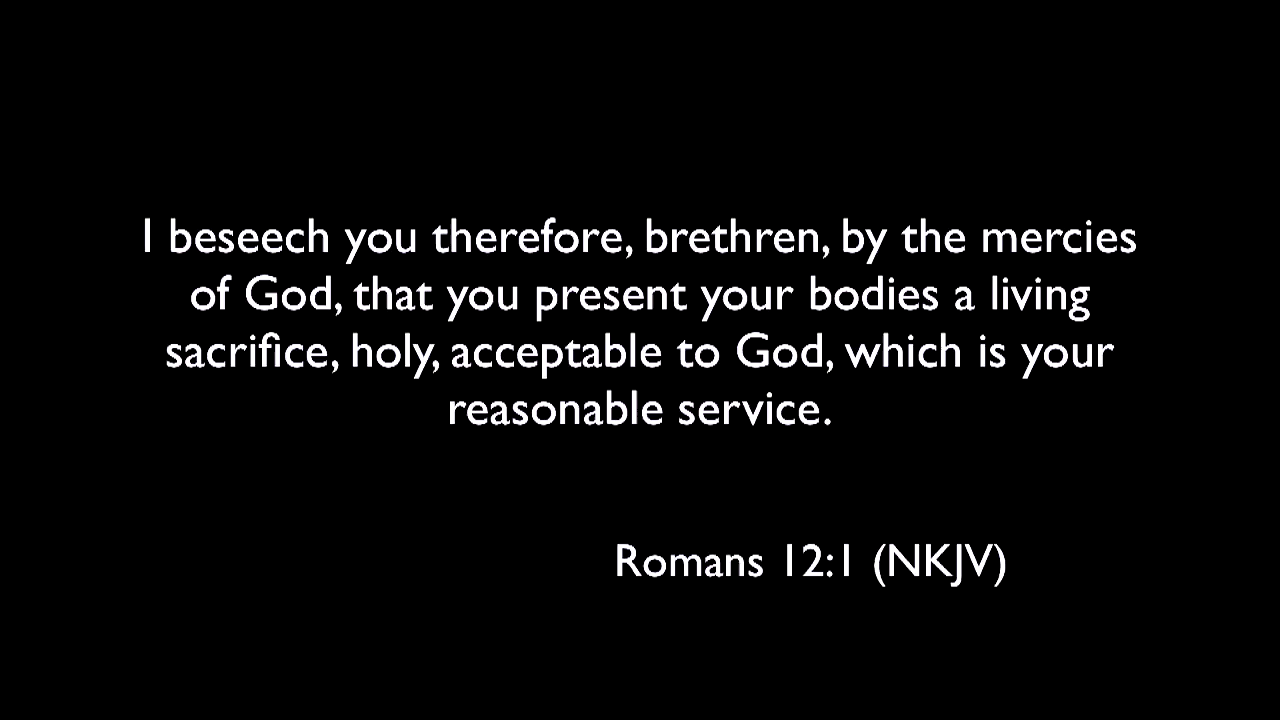 I beseech you therefore, brethren, by the mercies
of God, that you present your bodies a living
sacrifice, holy, acceptable to God, which is your
reasonable service.
Romans 12:1 (NKJV)